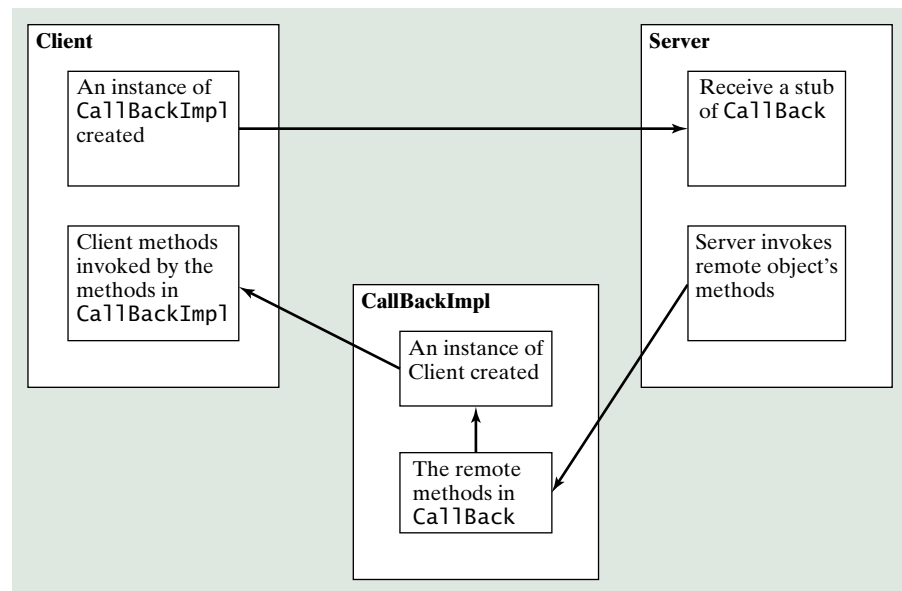 Client
An instance of
CallBackImpl
created
Client methods
invoked by the
methods in
CallBackImpl
Server
Receive a stub
of CallBack
Server invokes
remote object's
methods
CallBackImpl
An instance of
Client created
The remote
methods in
CallBack